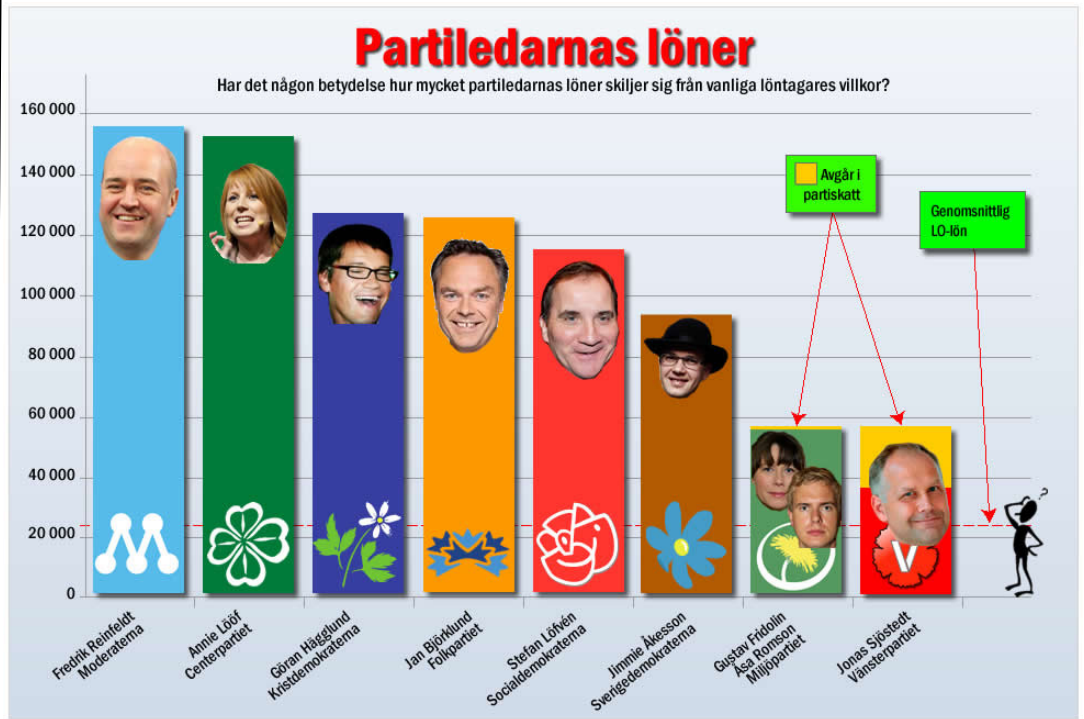 Partiledarnas löner
Har det någon betydelse hur mycket partiledarnas löner skiljer sig från vanliga löntagares villkor?
160 000
140 000
120 000
100 000
80 000
60 000
40 000
20 000
0
Avgår i
partiskatt
Genomsnittlig
LO-lön
?
V
Fredrik Reinfeldt
Moderaterna
Annie Lööf
Centerpartiet
Göran Hägglund
Kristdemokraterna
Jan Björklund
Folkpartiet
Stefan Löfvén
Socialdemokraterna
Jimmie Åkesson
Sverigedemokraterna
Gustav Fridolin
Åsa Romson
Miljöpartiet
Jonas Sjöstedt
Vänsterpartiet